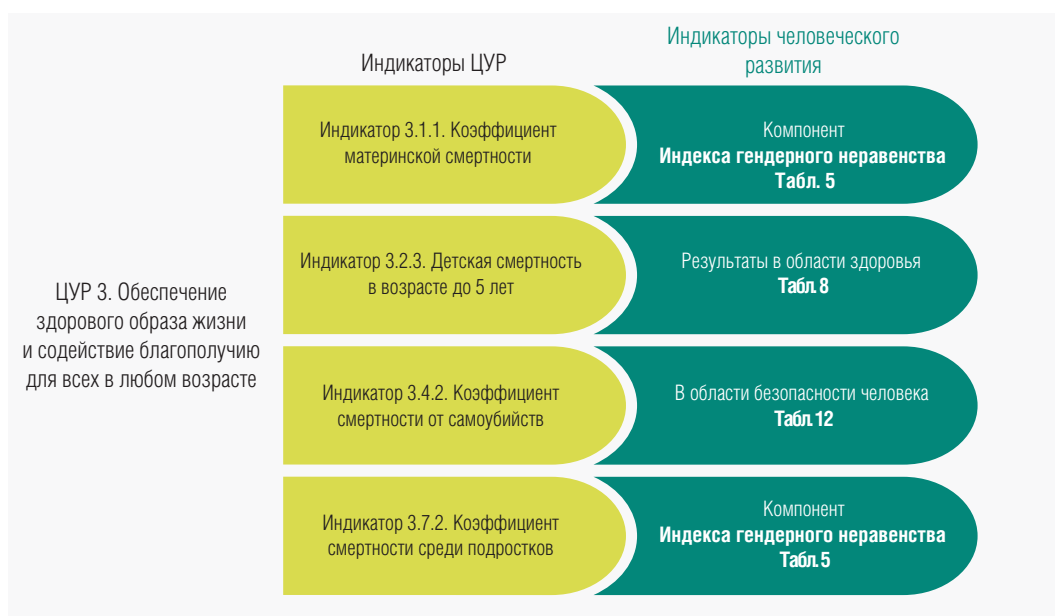 Индикаторы ЦУР
Индикаторы человеческого
развития
ЦУР 3. Обеспечение
здорового образа жизни
и содействие благополучию
для всех в любом возрасте
Индикатор 3.1.1. Коэффициент
материнской смертности
Компонент
Индекса гендерного неравенства
Табл. 5
Индикатор 3.2.3. Детская смертность
в возрасте до 5 лет
Результаты в области здоровья
Табл. 8
Индикатор 3.4.2. Коэффициент
смертности от самоубийств
В области безопасности человека
Табл. 12
Индикатор 3.7.2. Коэффициент
смертности среди подростков
Компонент
Индекса гендерного неравенства
Табл. 5